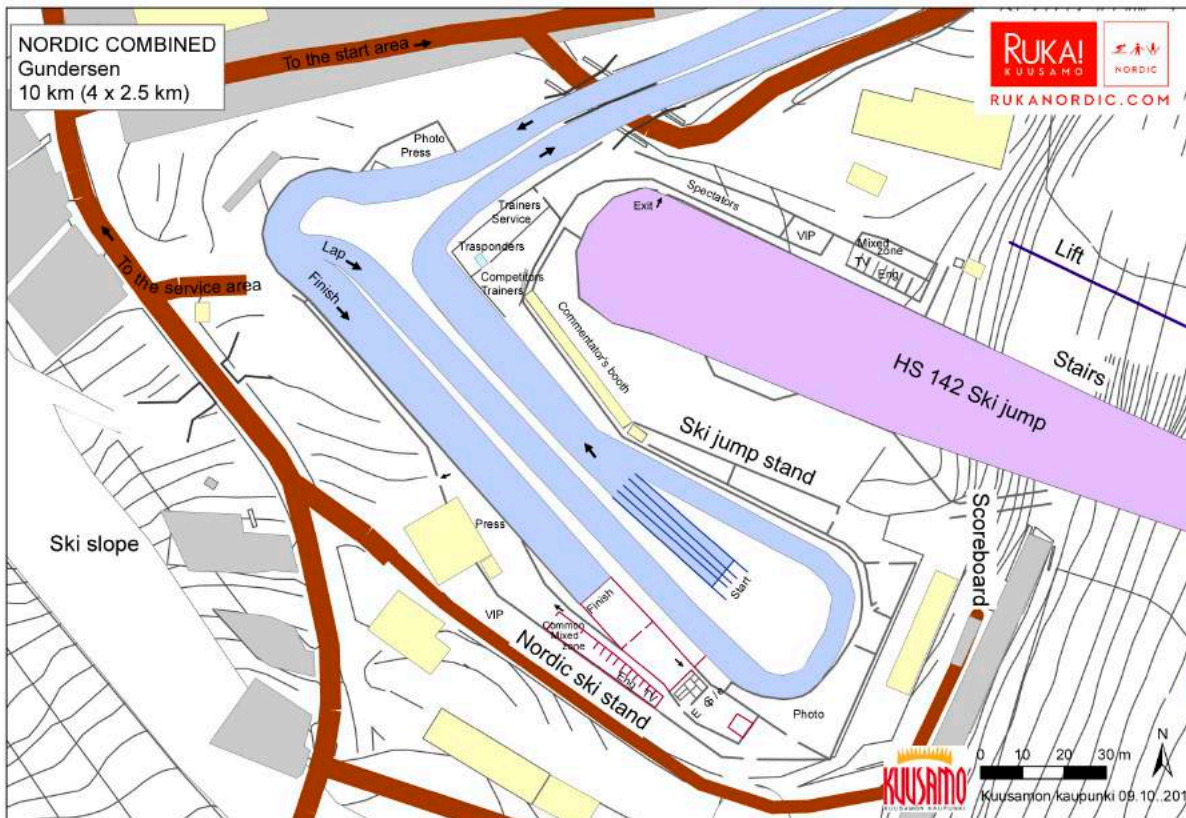 NORDIC COMBINED
Gundersen
10 km (4 x 2.5 km)
To the start area
RUKA!
KUUSAMO
NORDIC
RUKANORDIC.COM
Photo
Press
Trainers
Service
Trasponders
Competitors
Trainers
Exit
Spectators
VIP
Mixed
zone
TV
Eng
Lift
Stairs
Lap
Finish
To the service area
Commentator's booth
HS 142 Ski jump
Ski jump stand
Scoreboard
Ski slope
Press
VIP
Finish
Start
Common
Mixed
zone
Eng
TV
Nordic ski stand
Photo
KUUSAMO
KUUSAMON KAUPUNKI
0 10 20 30 m
N
Kuusamon kaupunki 09.10..201